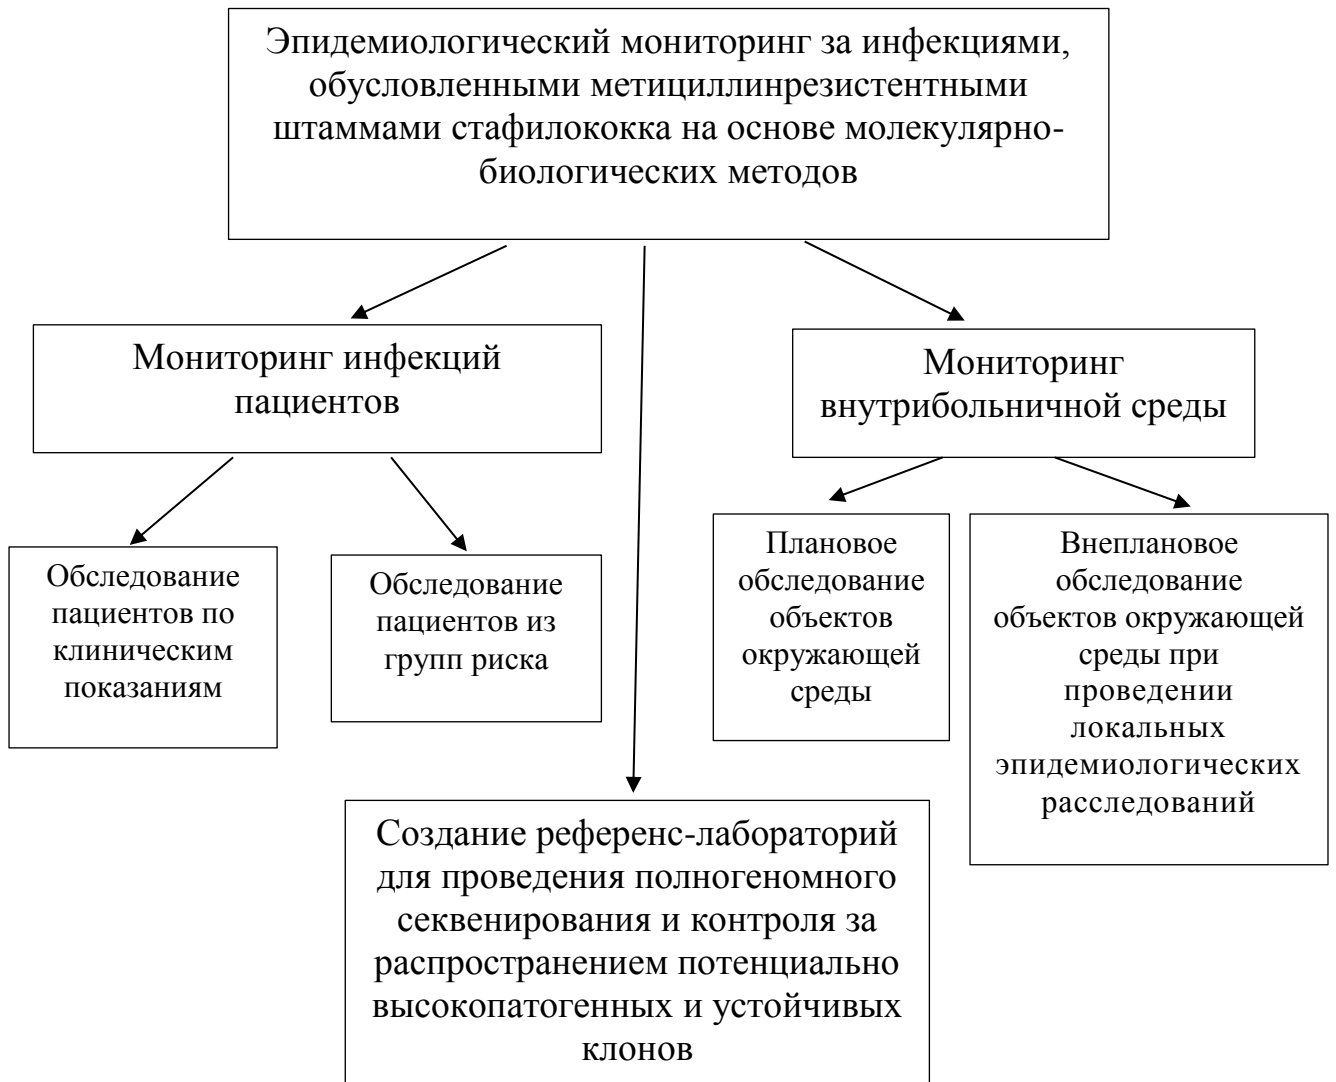 Эпидемиологический мониторинг за инфекциями,
обусловленными метициллинрезистентными
штаммами стафилококка на основе молекулярно-
биологических методов
Мониторинг инфекций
пациентов
Мониторинг
внутрибольничной среды
Обследование
пациентов по
клиническим
показаниям
Обследование
пациентов из
групп риска
Плановое
обследование
объектов
окружающей
среды
Внеплановое
обследование
объектов окружающей
среды при
проведении
локальных
эпидемиологических
расследований
Создание референс-лабораторий
для проведения полногеномного
секвенирования и контроля за
распространением потенциально
высокопатогенных и устойчивых
клонов